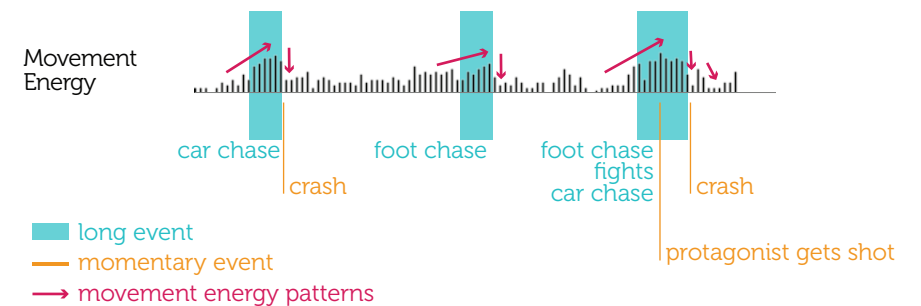 Movement
Energy
car chase
foot chase
foot chase
fights
car chase
crash
crash
protagonist gets shot
long event
momentary event
movement energy patterns